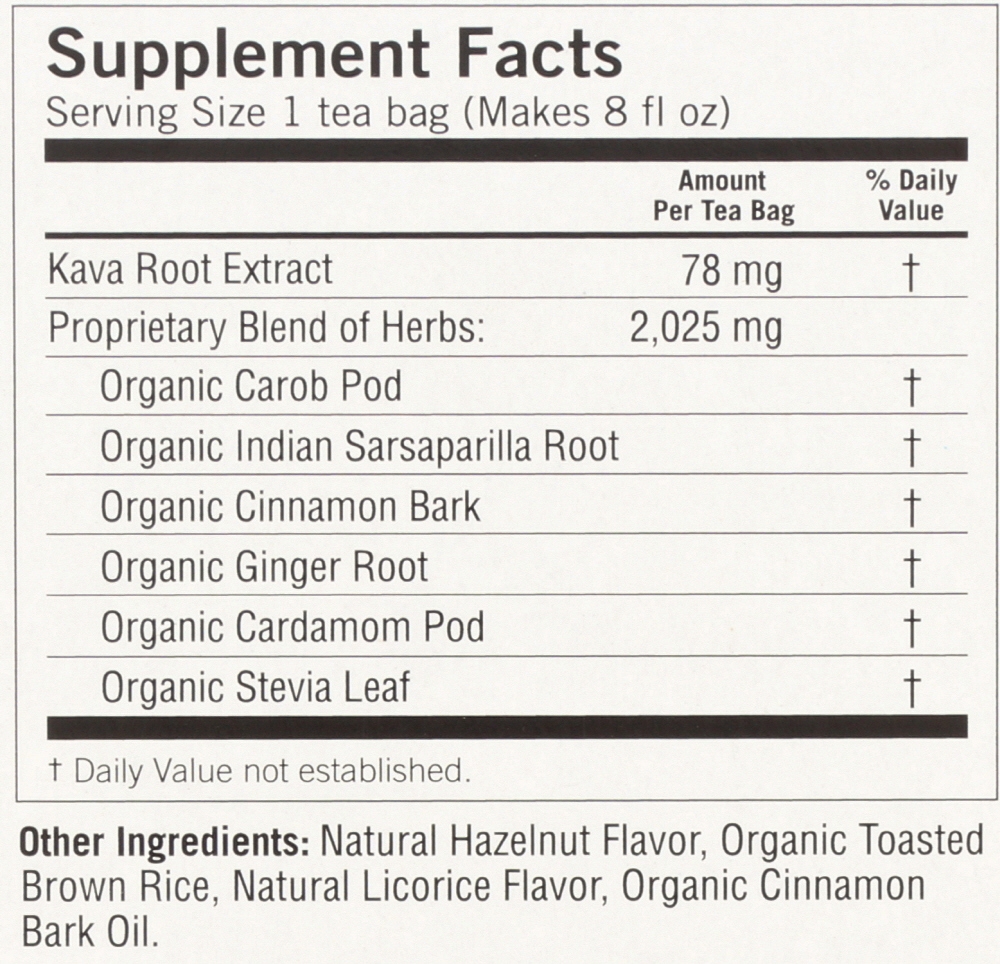 Supplement Facts
Serving Size 1 tea bag (Makes 8 fl oz)
Amount Per Tea Bag % Daily Value
Kava Root Extract 78 mg †
Proprietary Blend of Herbs: 2,025 mg
Organic Carob Pod †
Organic Indian Sarsaparilla Root †
Organic Cinnamon Bark †
Organic Ginger Root †
Organic Cardamom Pod †
Organic Stevia Leaf †
† Daily Value not established.
Other Ingredients: Natural Hazelnut Flavor, Organic Toasted
Brown Rice, Natural Licorice Flavor, Organic Cinnamon
Bark Oil.